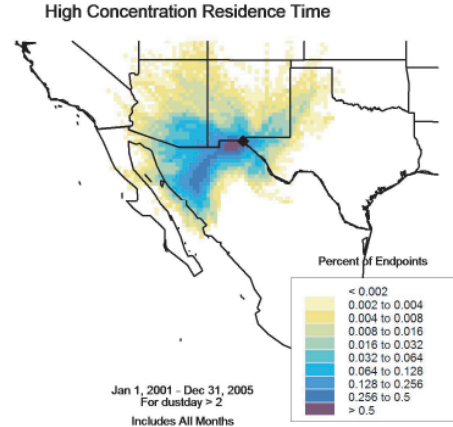 High Concentration Residence Time
Percent of Endpoints
< 0.002
0.002 to 0.004
0.004 to 0.008
0.008 to 0.016
0.016 to 0.032
0.032 to 0.064
0.064 to 0.128
0.128 to 0.256
0.256 to 0.5
> 0.5
Jan 1, 2001 - Dec 31, 2005
For dustday > 2
Includes All Months